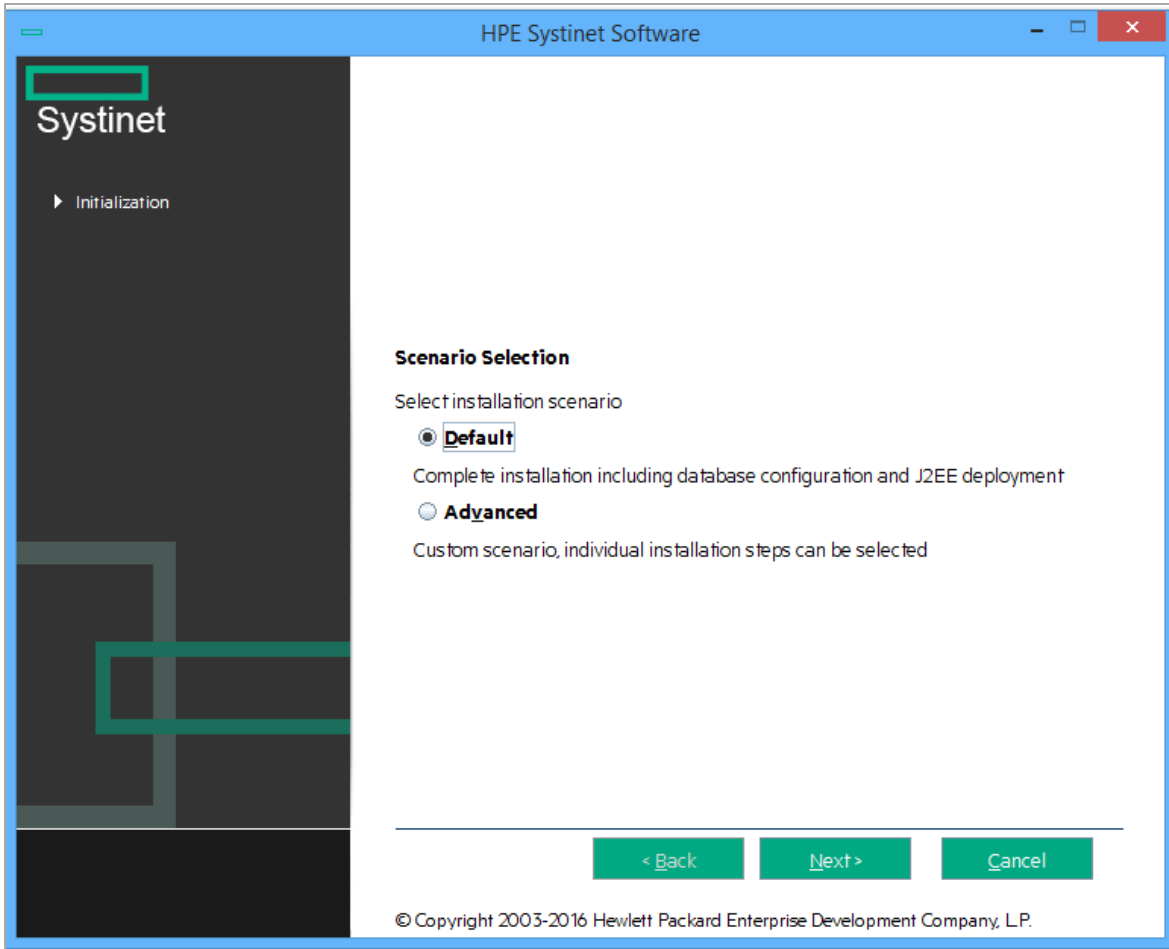 HPE Systinet Software
Systinet
Initialization
Scenario Selection
Select installation scenario
Default
Complete installation including database configuration and J2EE deployment
Advanced
Custom scenario, individual installation steps can be selected
< Back
Next >
Cancel
© Copyright 2003-2016 Hewlett Packard Enterprise Development Company, L.P.